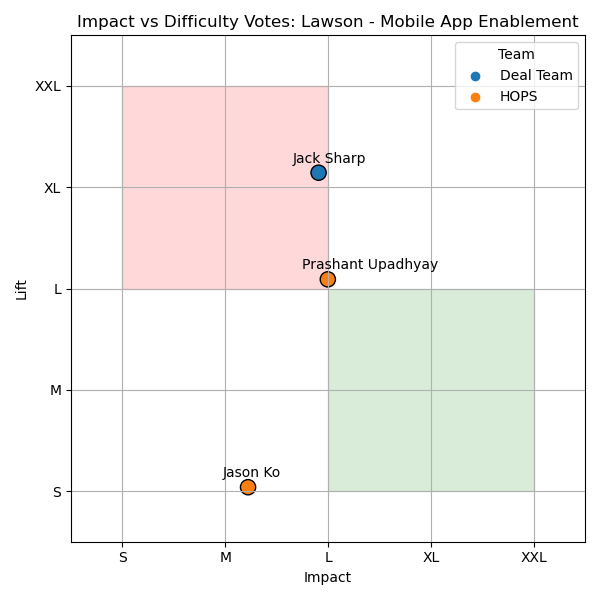 Impact vs Difficulty Votes: Lawson - Mobile App Enablement
Team
Deal Team
HOPS
XXL
XL
L
M
S
Lift
Jack Sharp
Prashant Upadhyay
Jason Ko
S
M
L
XL
XXL
Impact